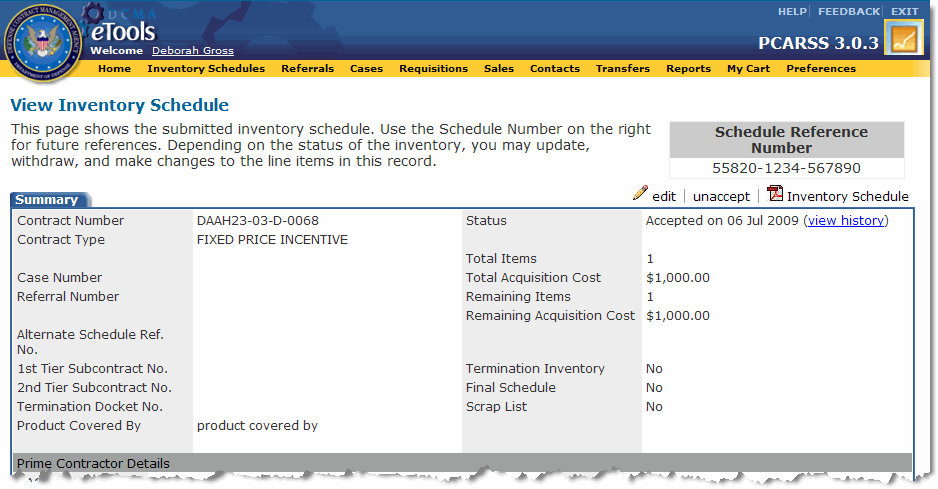 HELP FEEDBACK EXIT
DCMA
eTools
Welcome Deborah Gross
PCARSS 3.0.3
DEFENSE CONTRACT MANAGEMENT AGENCY
DEPARTMENT OF DEFENSE
Home Inventory Schedules Referrals Cases Requisitions Sales Contacts Transfers Reports My Cart Preferences
View Inventory Schedule
This page shows the submitted inventory schedule. Use the Schedule Number on the right
for future references. Depending on the status of the inventory, you may update,
withdraw, and make changes to the line items in this record.
Schedule Reference
Number
55820-1234-567890
edit | unaccept | Inventory Schedule
Summary
Contract Number DAAH23-03-D-0068 Status Accepted on 06 Jul 2009 (view history)
Contract Type FIXED PRICE INCENTIVE
Total Items 1
Case Number Total Acquisition Cost $1,000.00
Referral Number Remaining Items 1
Remaining Acquisition Cost $1,000.00
Alternate Schedule Ref.
No.
1st Tier Subcontract No. Termination Inventory No
2nd Tier Subcontract No. Final Schedule No
Termination Docket No. Scrap List No
Product Covered By product covered by
Prime Contractor Details